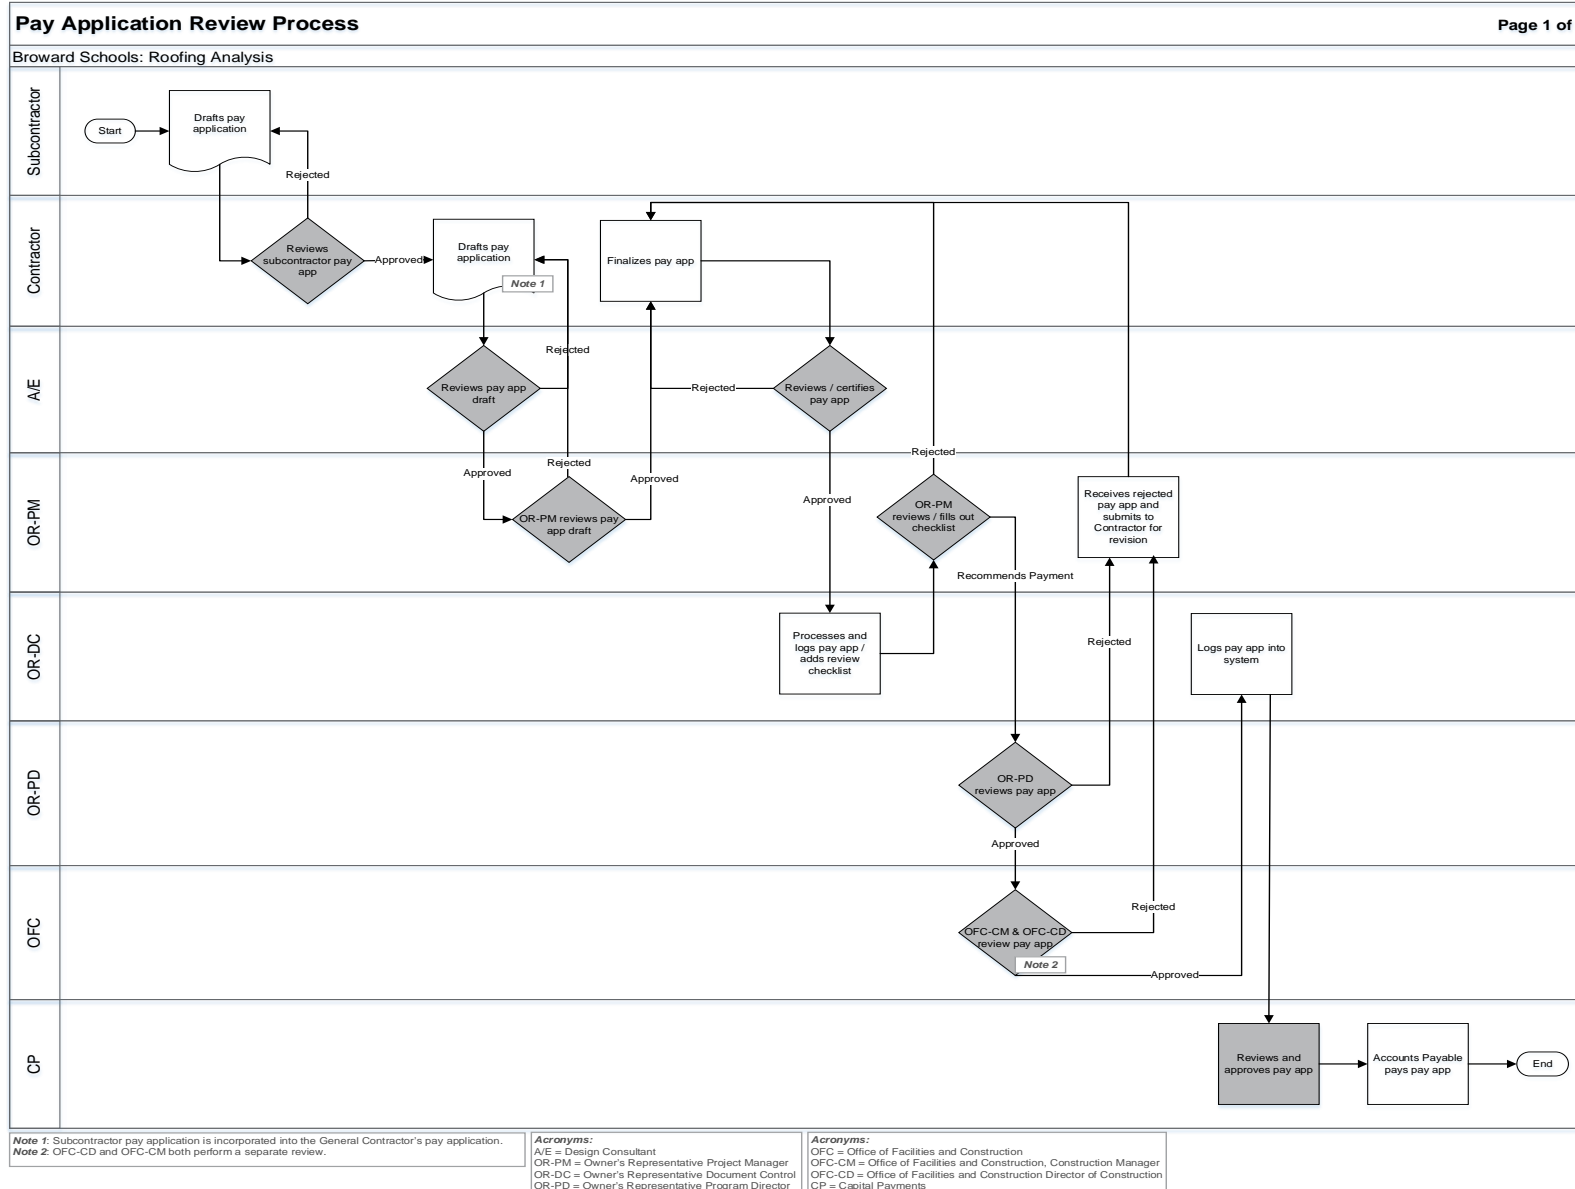 Pay Application Review Process
Page 1 of
Broward Schools: Roofing Analysis
Subcontractor
Start
Drafts pay
application
Rejected
Contractor
Reviews
subcontractor pay
app
Approved
Drafts pay
application
Note 1
Finalizes pay app
A/E
Reviews pay app
draft
Rejected
Rejected
Reviews / certifies
pay app
Approved
OR-PM
Rejected
OR-PM reviews pay
app draft
Approved
Approved
Rejected
OR-PM
reviews / fills out
checklist
Recommends Payment
Receives rejected
pay app and
submits to
Contractor for
revision
OR-DC
Processes and
logs pay app /
adds review
checklist
Rejected
Logs pay app into
system
OR-PD
OR-PD
reviews pay app
Approved
OFC
OFC-CM & OFC-CD
review pay app
Note 2
Rejected
Approved
CP
Reviews and
approves pay app
Accounts Payable
pays pay app
End
Note 1: Subcontractor pay application is incorporated into the General Contractor's pay application.
Note 2: OFC-CD and OFC-CM both perform a separate review.
Acronyms:
A/E = Design Consultant
OR-PM = Owner's Representative Project Manager
OR-DC = Owner's Representative Document Control
OR-PD = Owner's Representative Program Director
Acronyms:
OFC = Office of Facilities and Construction
OFC-CM = Office of Facilities and Construction, Construction Manager
OFC-CD = Office of Facilities and Construction Director of Construction
CP = Capital Payments